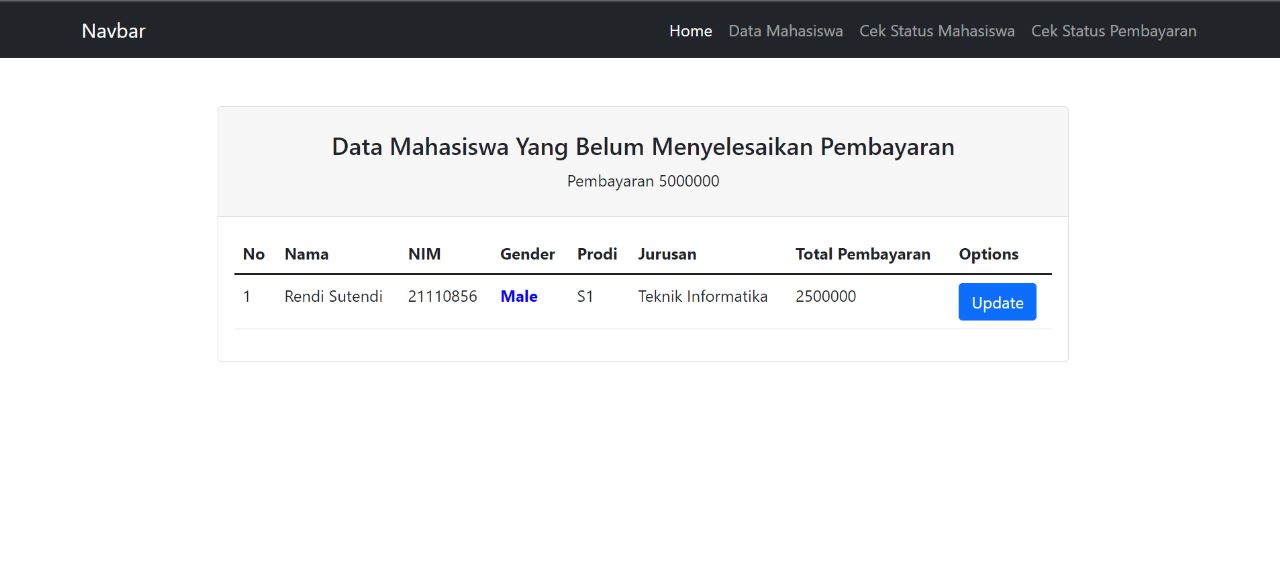 Navbar Home Data Mahasiswa Cek Status Mahasiswa Cek Status Pembayaran
Data Mahasiswa Yang Belum Menyelesaikan Pembayaran
Pembayaran 5000000
No Nama NIM Gender Prodi Jurusan Total Pembayaran Options
1 Rendi Sutendi 21110856 Male S1 Teknik Informatika 2500000 Update